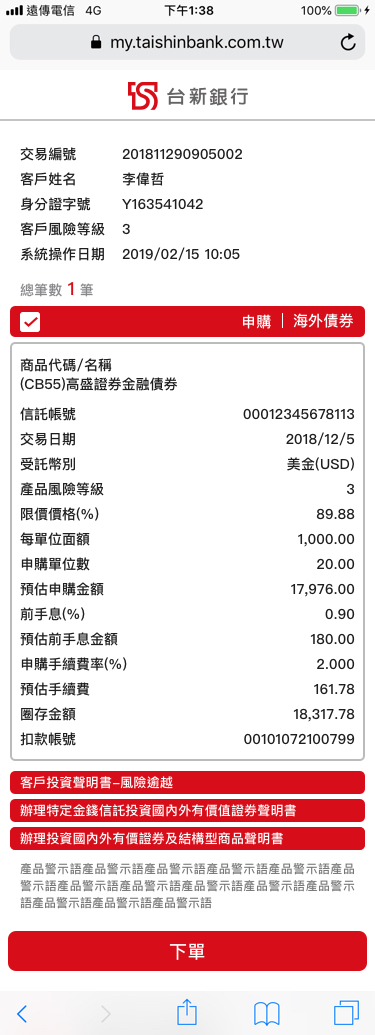 遠傳電信 4G 下午1:38 100%
my.taishinbank.com.tw
台新銀行
交易編號 201811290905002
客戶姓名 李偉哲
身分證字號 Y163541042
客戶風險等級 3
系統操作日期 2019/02/15 10:05
總筆數 1 筆
申購 | 海外債券
商品代碼/名稱
(CB55)高盛證券金融債券
信託帳號 00012345678113
交易日期 2018/12/5
受託幣別 美金(USD)
產品風險等級 3
限價價格(%) 89.88
每單位面額 1,000.00
申購單位數 20.00
預估申購金額 17,976.00
前手息(%) 0.90
預估前手息金額 180.00
申購手續費率(%) 2.000
預估手續費 161.78
圈存金額 18,317.78
扣款帳號 00101072100799
客戶投資聲明書–風險逾越
辦理特定金錢信託投資國內外有價值證券聲明書
辦理投資國內外有價證券及結構型商品聲明書
產品警示語產品警示語產品警示語產品警示語產品警示語產品
警示語產品警示語產品警示語產品警示語產品警示語產品警示
語產品警示語產品警示語產品警示語
下單